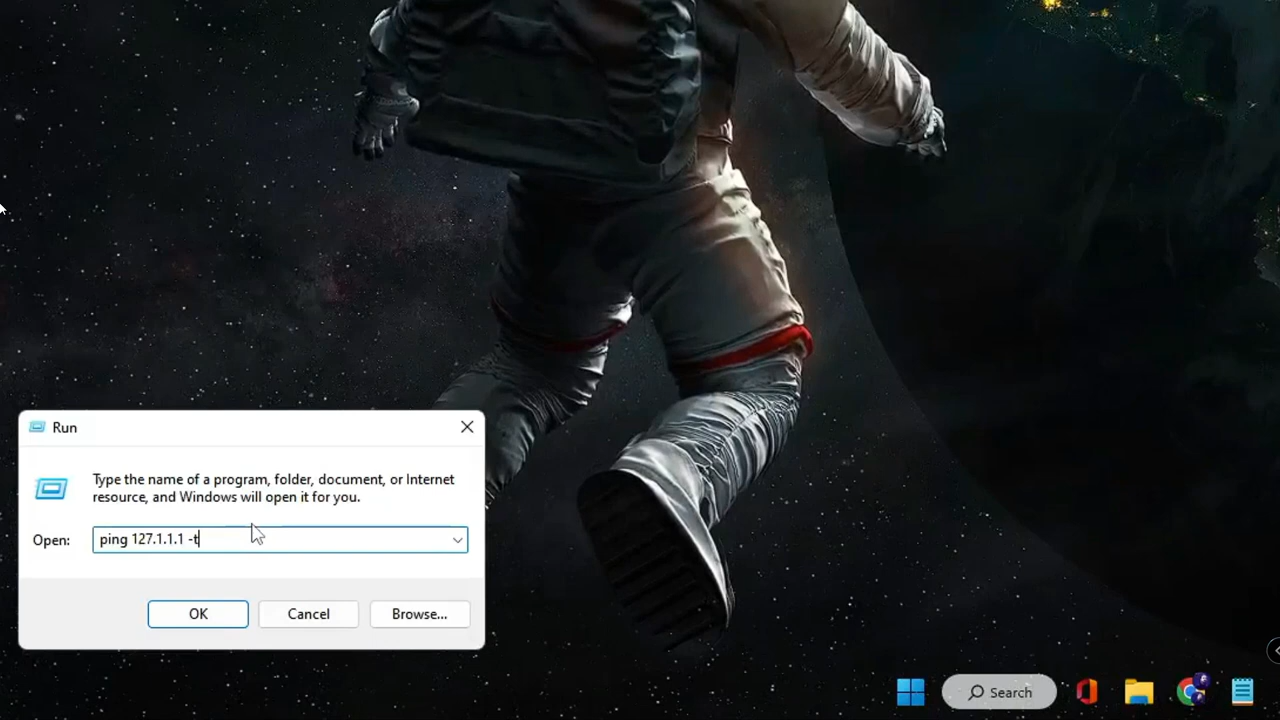 Run
Type the name of a program, folder, document, or Internet
resource, and Windows will open it for you.
Open:
ping 127.1.1.1 -t
OK
Cancel
Browse...
Search